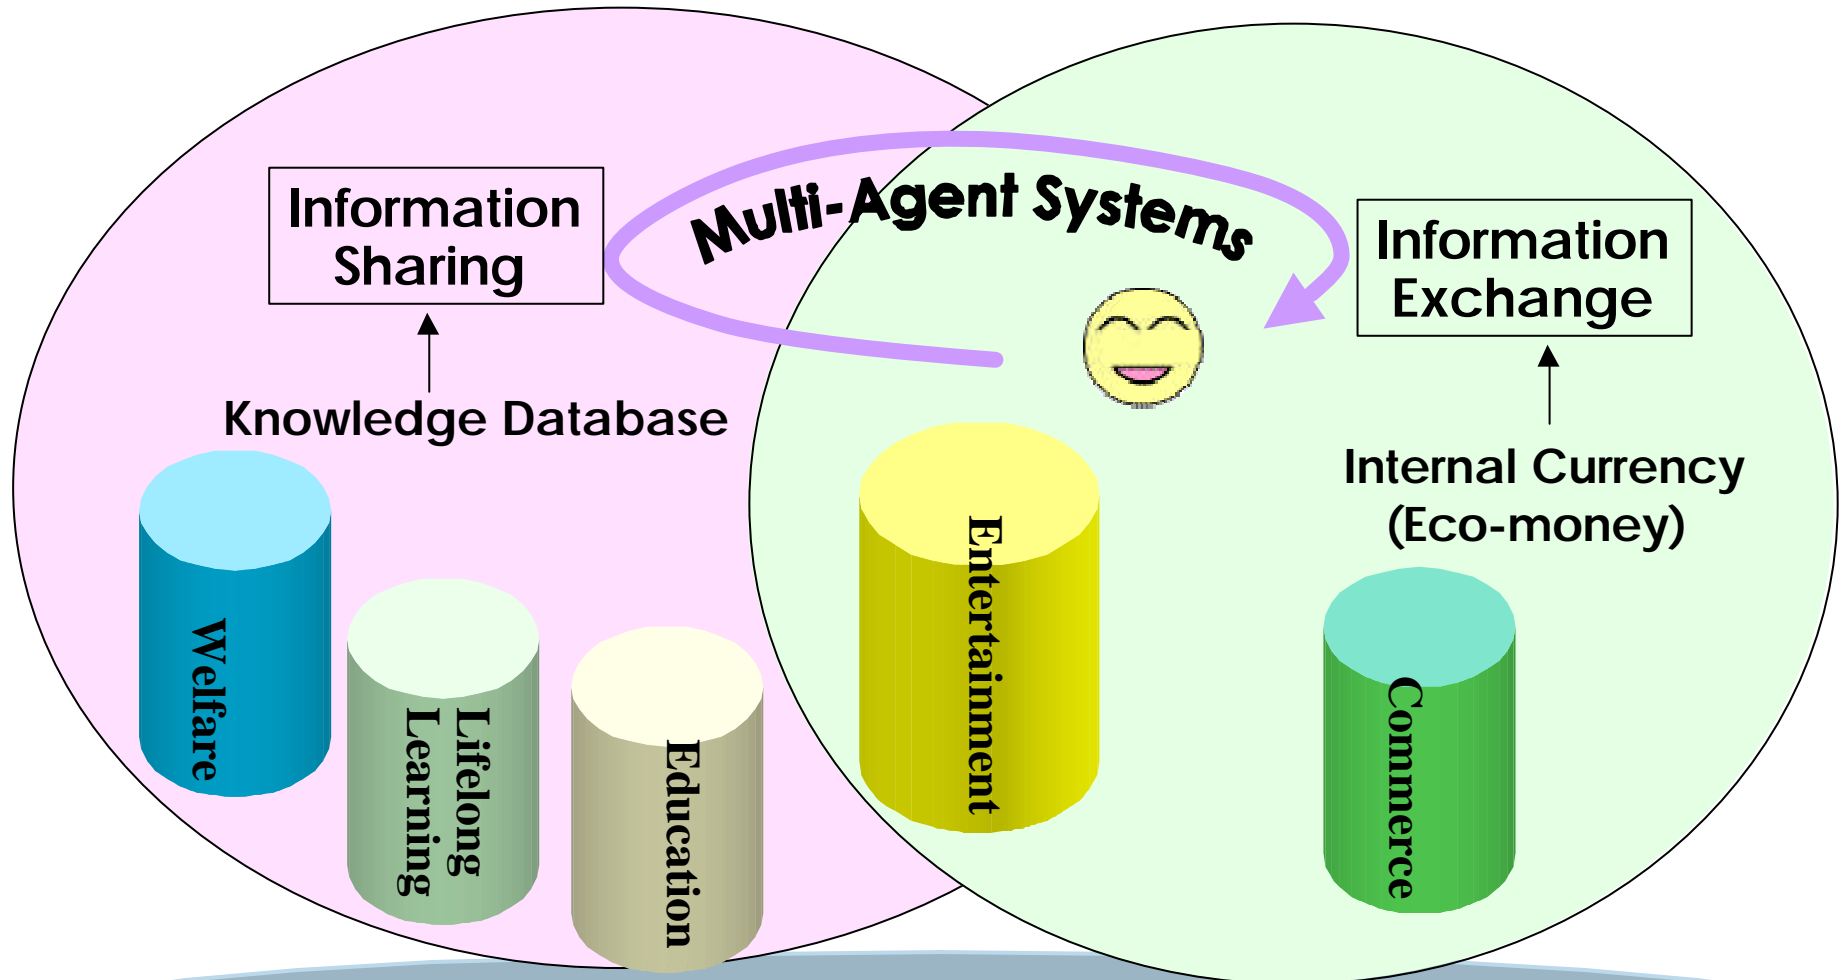 Multi-Agent Systems
Information
Sharing
Information
Exchange
Knowledge Database
Internal Currency
(Eco-money)
Welfare
Lifelong
Learning
Education
Entertainment
Commerce